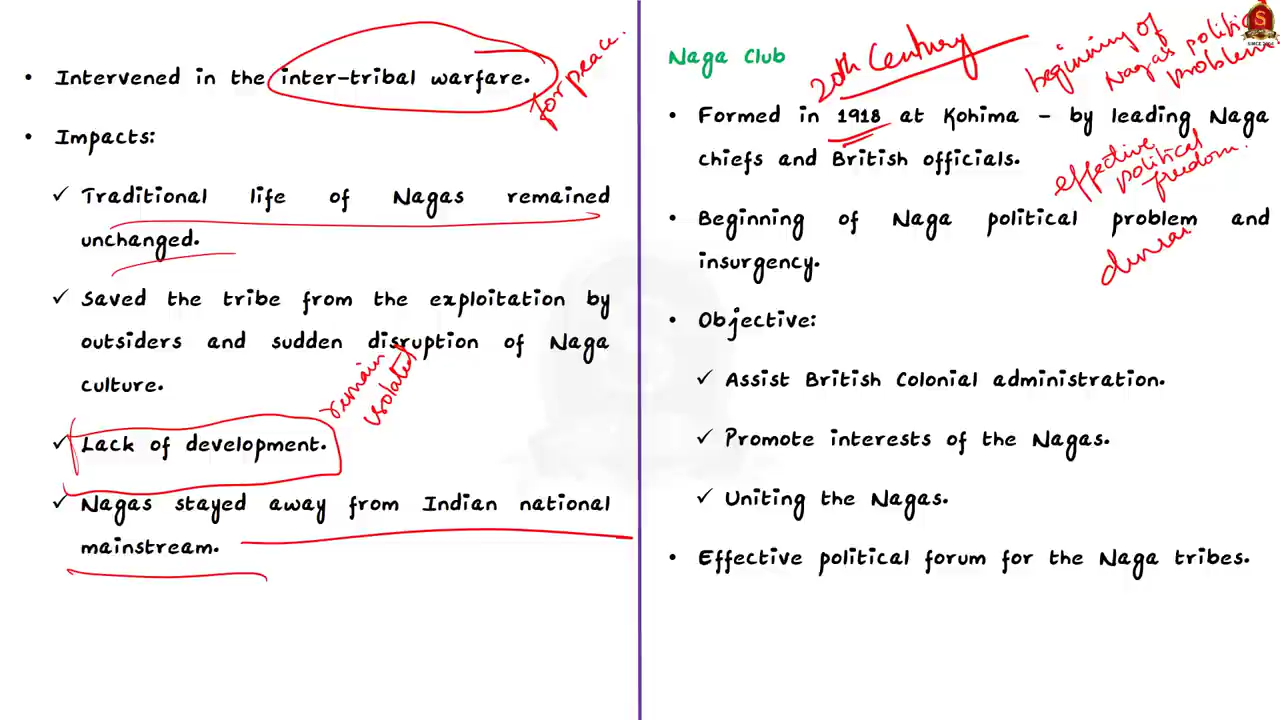 • Intervened in the inter-tribal warfare.
for peace.
• Impacts:
✓ Traditional life of Nagas remained
unchanged.
✓ Saved the tribe from the exploitation by
outsiders and sudden disruption of Naga
culture.
remain
isolated
✓ Lack of development.
✓ Nagas stayed away from Indian national
mainstream.
Naga Club
20th Century
beginning of
Naga's political
problem
SINCE 2004
• Formed in 1918 at Kohima - by leading Naga
chiefs and British officials.
effective
political
freedom.
• Beginning of Naga political problem and
insurgency.
• Objective:
✓ Assist British Colonial administration.
✓ Promote interests of the Nagas.
✓ Uniting the Nagas.
• Effective political forum for the Naga tribes.